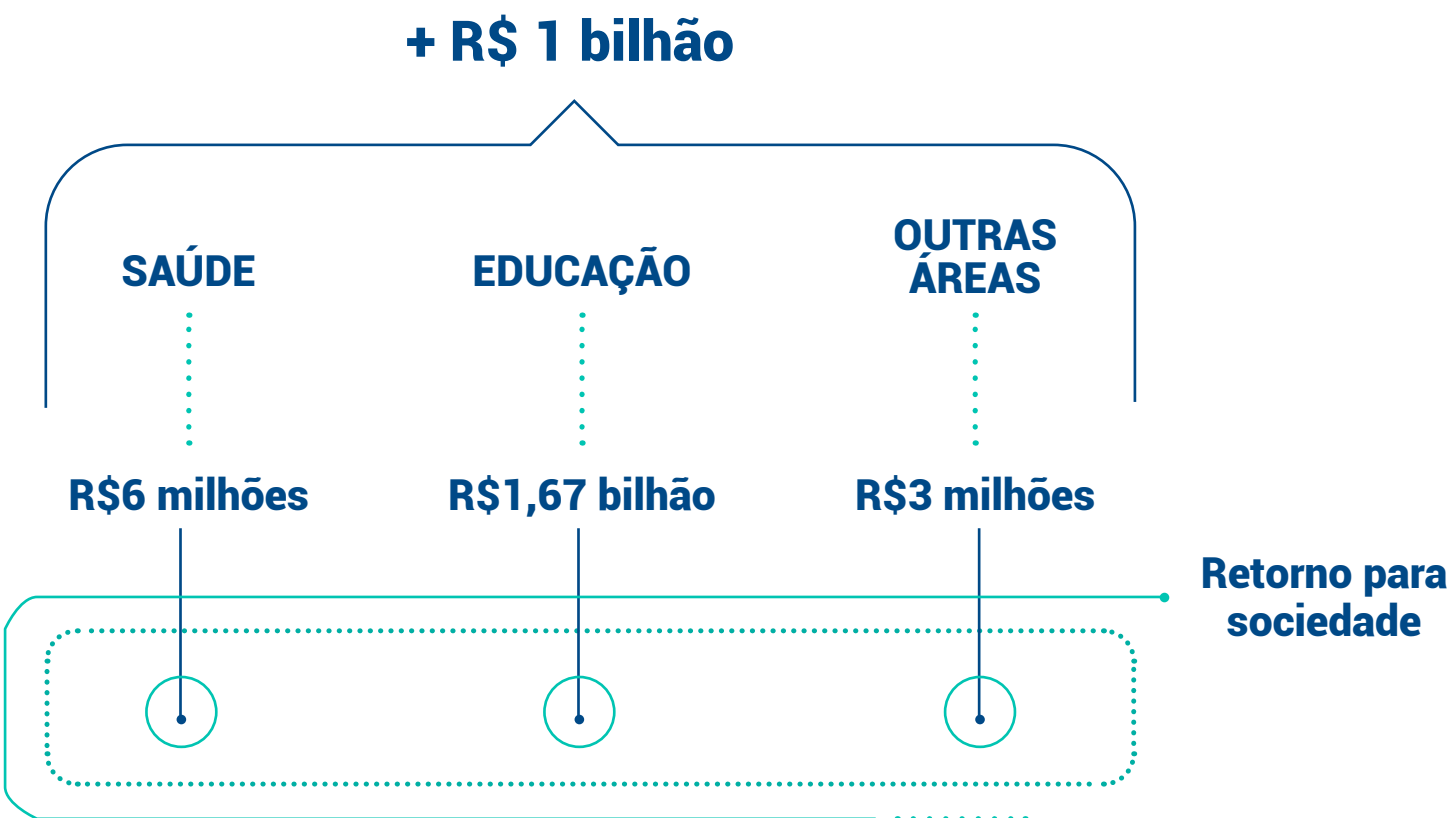 + R$ 1 bilhão
SAÚDE
EDUCAÇÃO
OUTRAS
ÁREAS
R$6 milhões
R$1,67 bilhão
R$3 milhões
Retorno para
sociedade